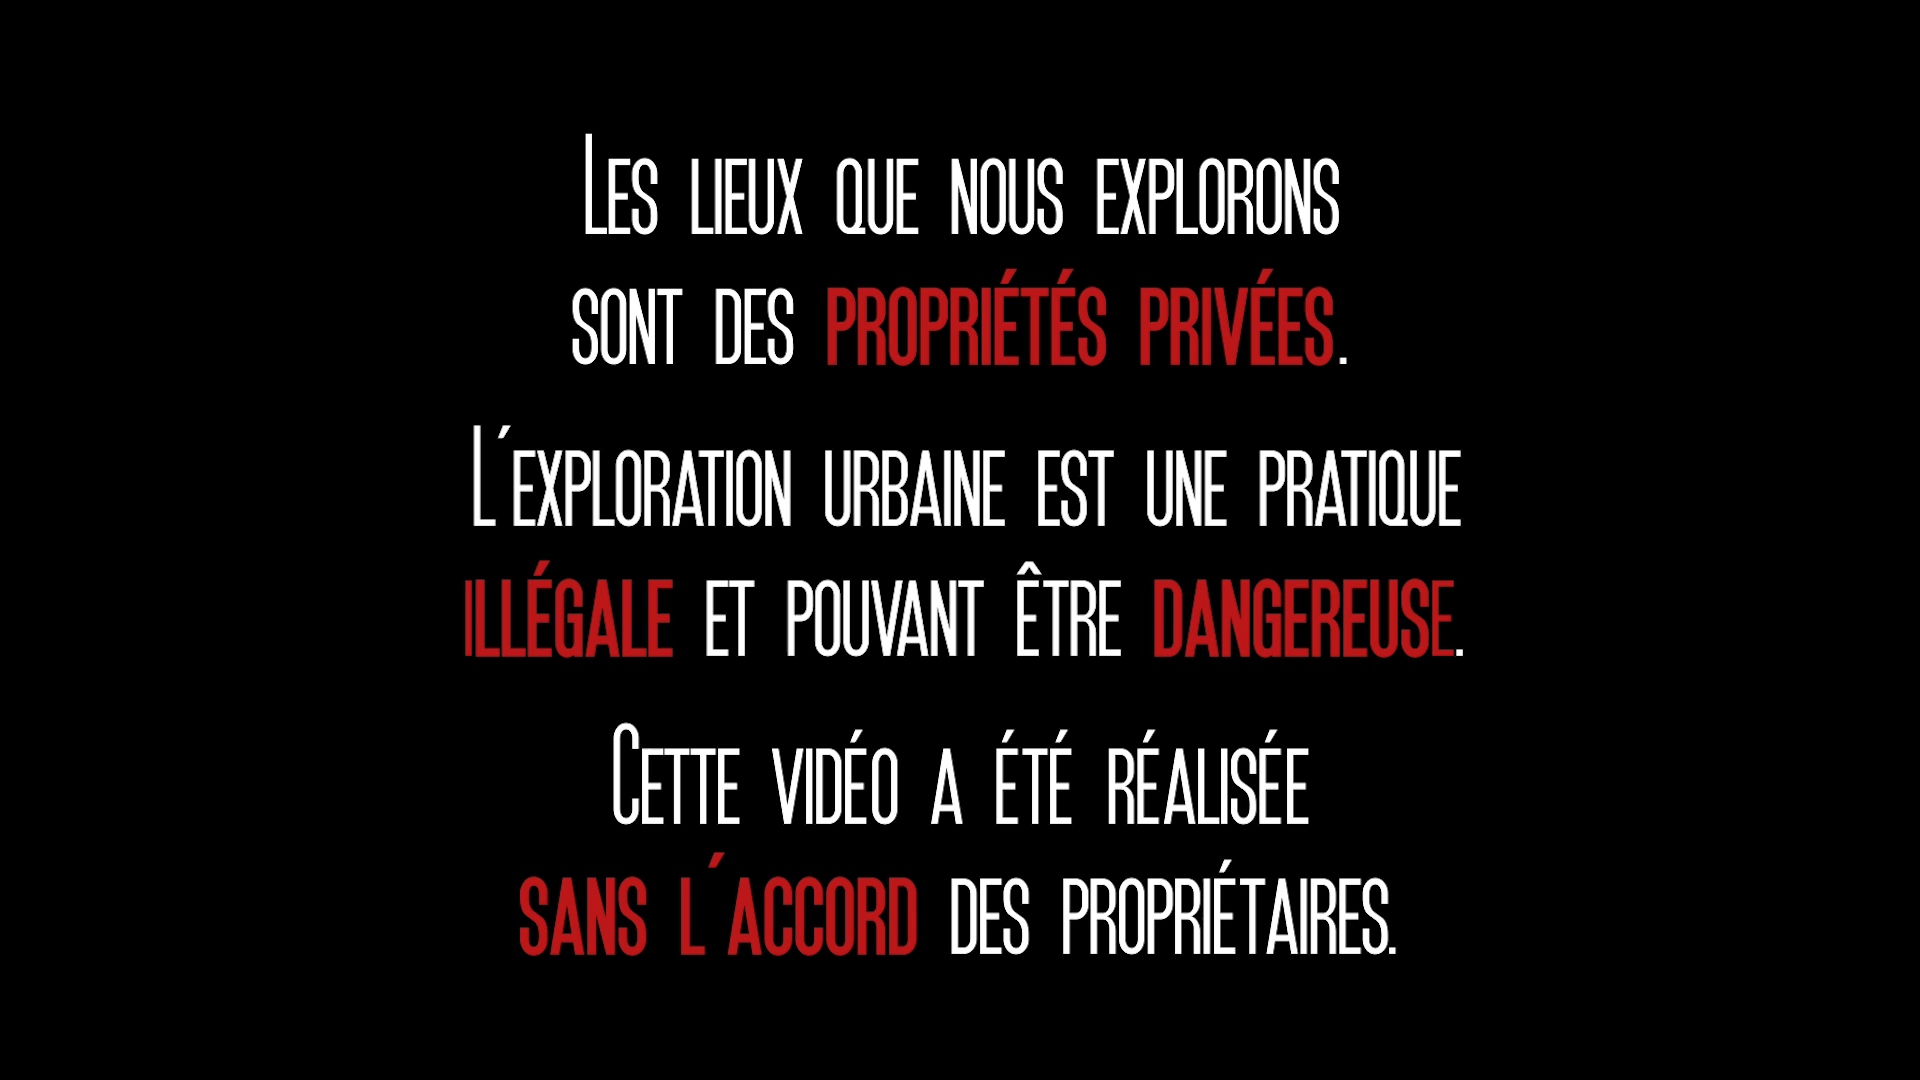 Les lieux que nous explorons
sont des propriétés privées.
L'exploration urbaine est une pratique
illégale et pouvant être dangereuse.
Cette vidéo a été réalisée
sans l'accord des propriétaires.